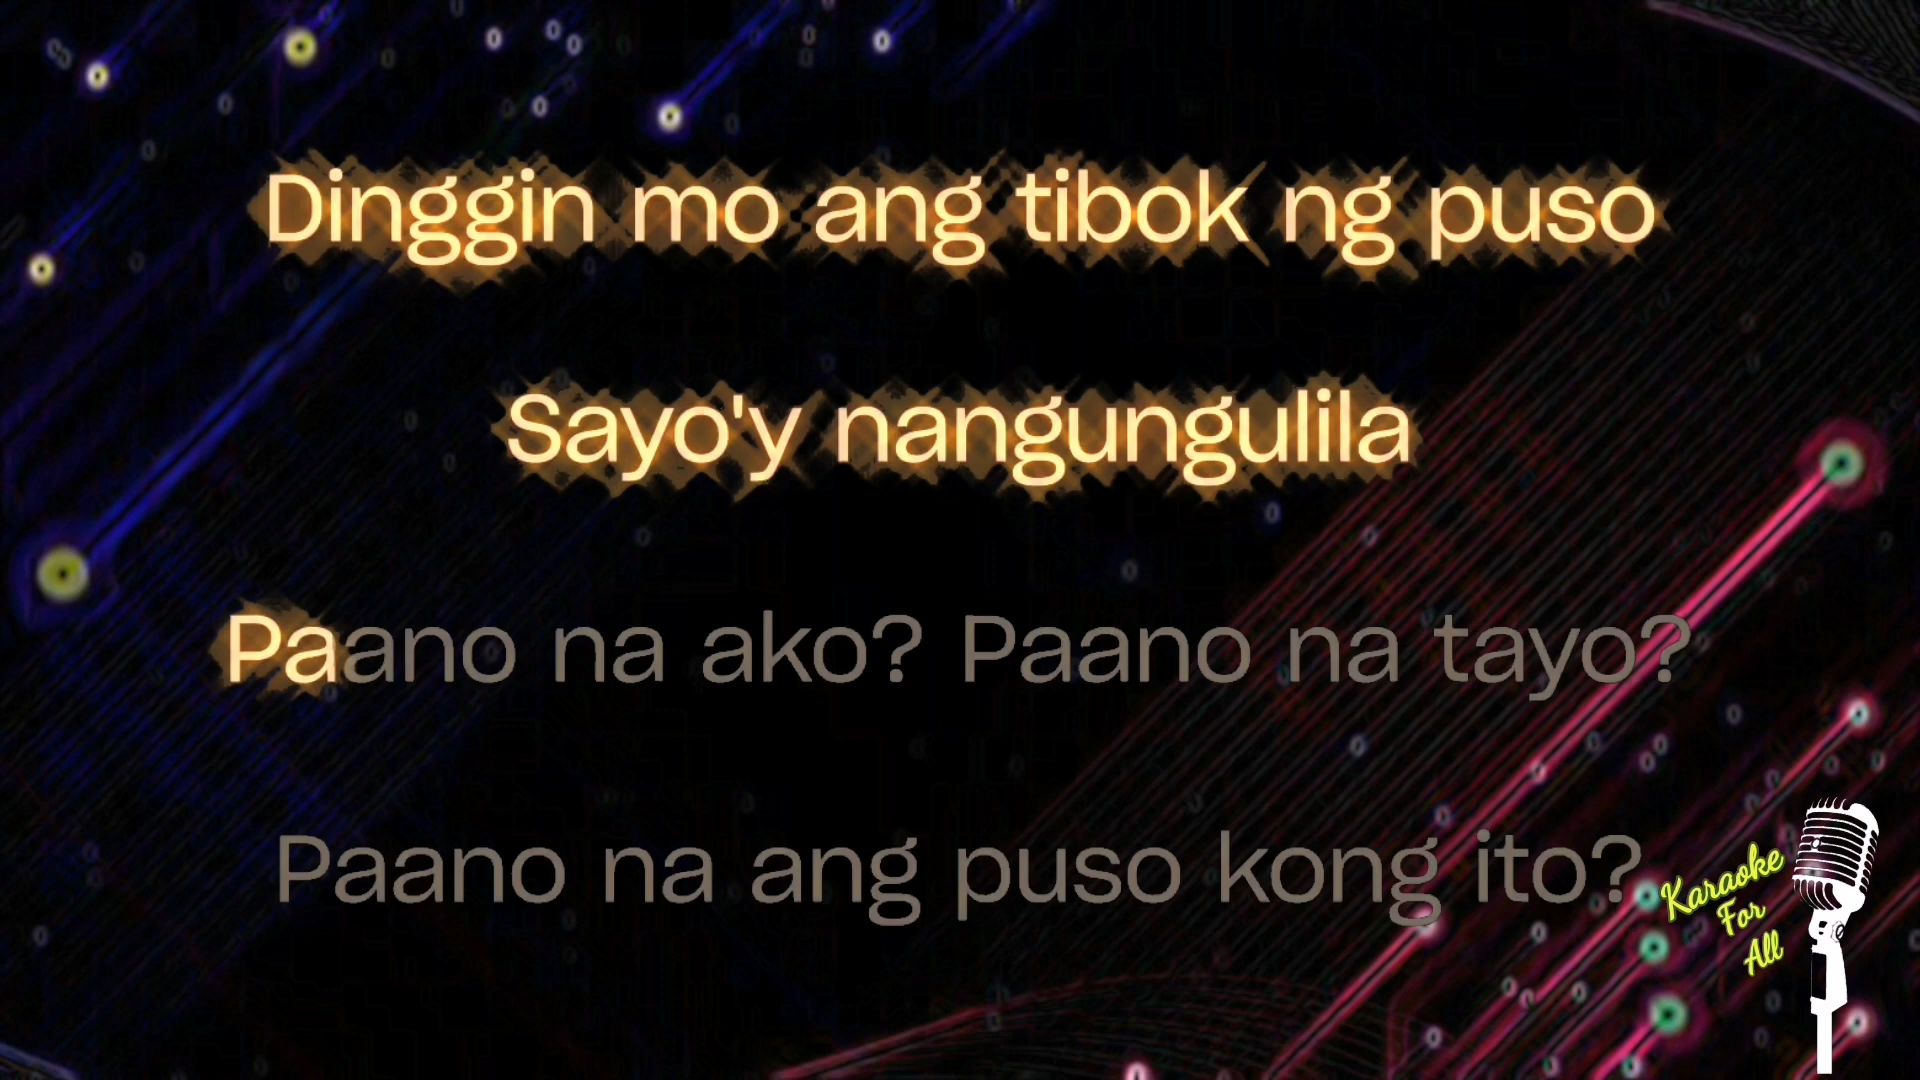 Dinggin mo ang tibok ng puso
Sayo'y nangungulila
Paano na ako? Paano na tayo?
Paano na ang puso kong ito?
Karaoke
For
All